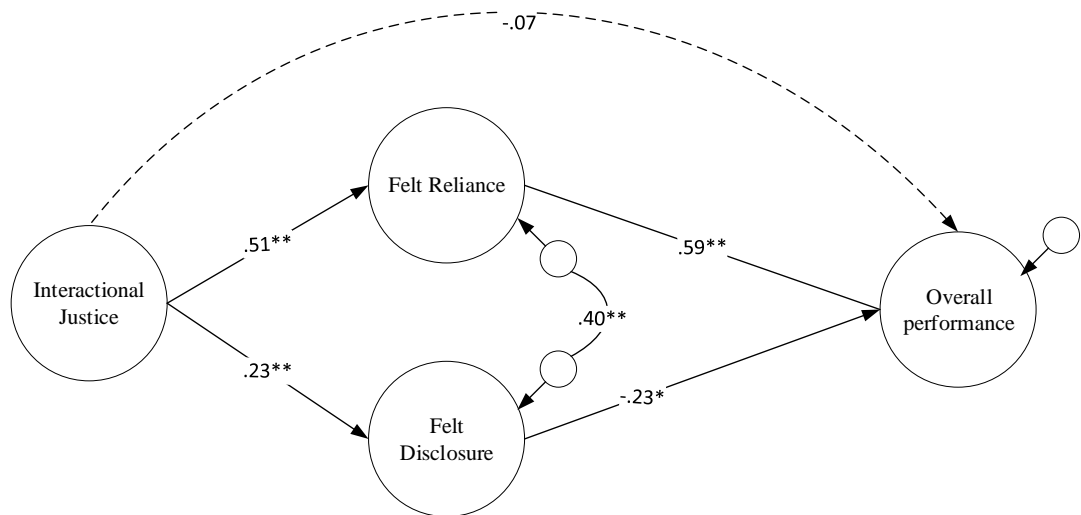 -.07
Felt Reliance
.51**
.59**
Interactional
Justice
Overall
performance
.40**
.23**
-.23*
Felt
Disclosure